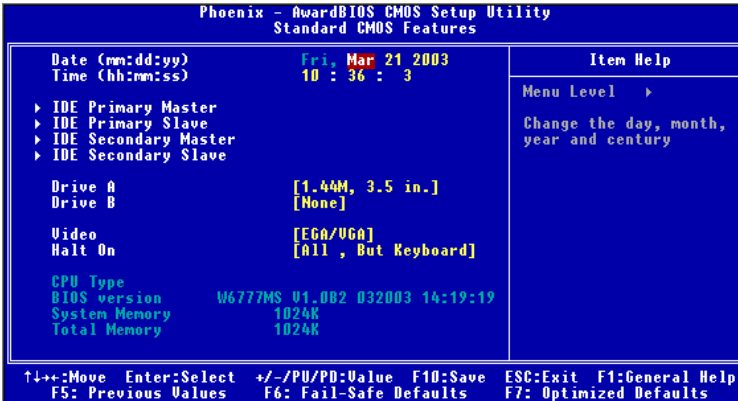 Phoenix - AwardBIOS CMOS Setup Utility
Standard CMOS Features
Date (mm:dd:yy) Fri, Mar 21 2003
Time (hh:mm:ss) 10 : 36 : 3
IDE Primary Master
IDE Primary Slave
IDE Secondary Master
IDE Secondary Slave
Drive A [1.44M, 3.5 in.]
Drive B [None]
Video [EGA/VGA]
Halt On [All , But Keyboard]
CPU Type
BIOS version W6777MS V1.0B2 032003 14:19:19
System Memory 1024K
Total Memory 1024K
Item Help
Menu Level
Change the day, month,
year and century
↑↓→←:Move Enter:Select +/-/PU/PD:Value F10:Save ESC:Exit F1:General Help
F5: Previous Values F6: Fail-Safe Defaults F7: Optimized Defaults